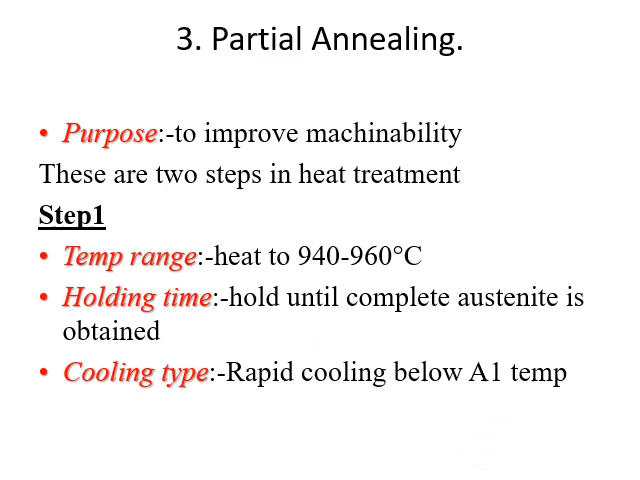 3. Partial Annealing.
• Purpose:-to improve machinability
These are two steps in heat treatment
Step1
• Temp range:-heat to 940-960°C
• Holding time:-hold until complete austenite is
obtained
• Cooling type:-Rapid cooling below A1 temp